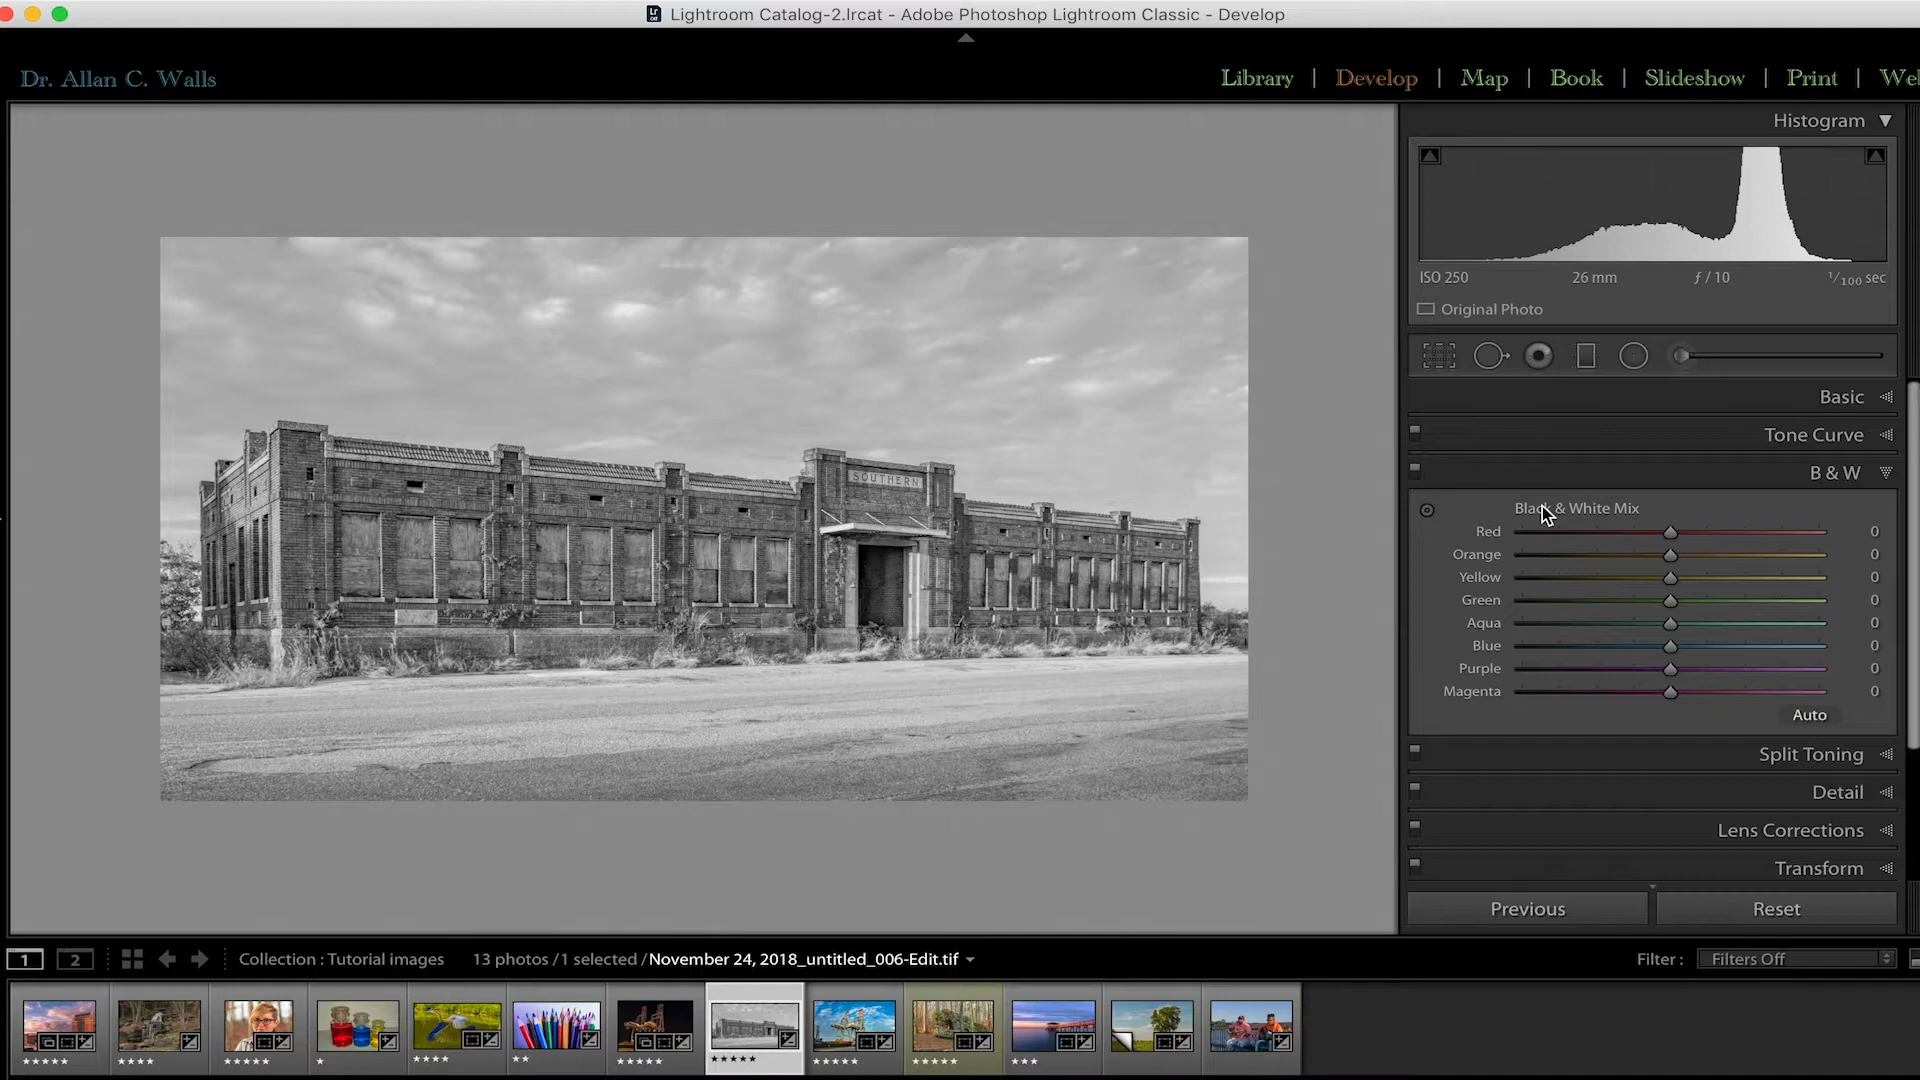 Lightroom Catalog-2.lrcat - Adobe Photoshop Lightroom Classic - Develop
Dr. Allan C. Walls
Library | Develop | Map | Book | Slideshow | Print | We
Histogram
ISO 250 26 mm ƒ / 10 1/100 sec
Original Photo
Basic
Tone Curve
B & W
Black & White Mix
Red 0
Orange 0
Yellow 0
Green 0
Aqua 0
Blue 0
Purple 0
Magenta 0
Auto
Split Toning
Detail
Lens Corrections
Transform
Previous Reset
SOUTHERN
1 2 Collection : Tutorial images 13 photos / 1 selected / November 24, 2018_untitled_006-Edit.tif Filter : Filters Off